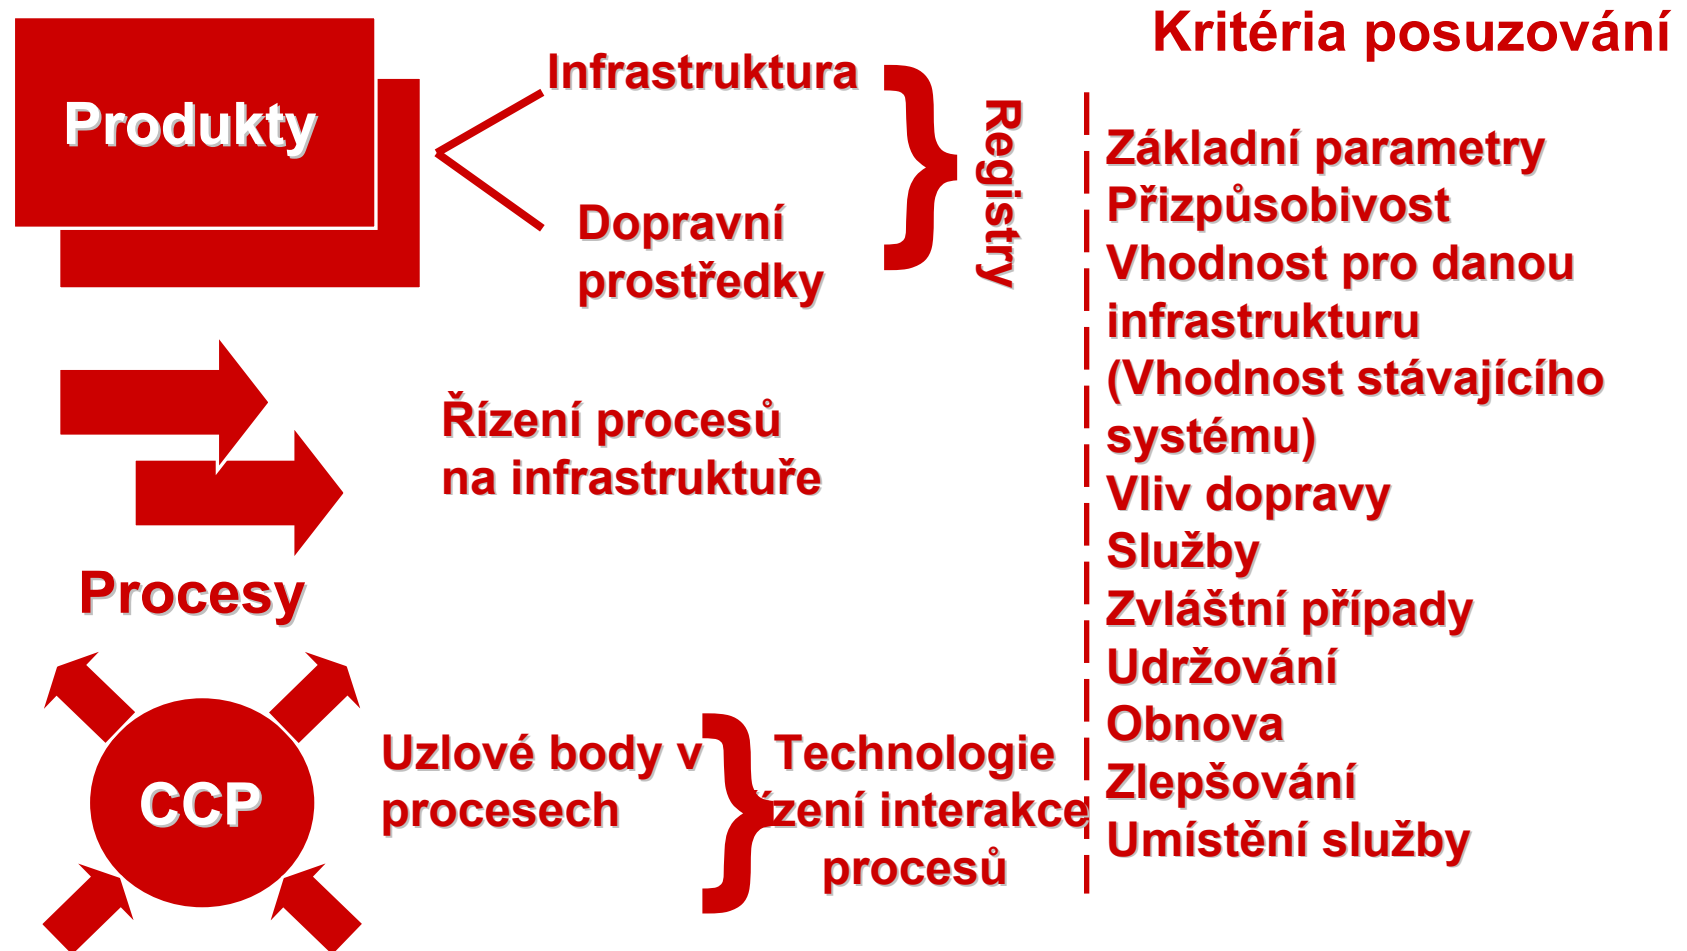 Kritéria posuzování
Produkty
Infrastruktura
Dopravní
prostředky
Registry
Řízení procesů
na infrastruktuře
Procesy
CCP
Uzlové body v
procesech
Technologie
ízení interakce
procesů
Základní parametry
Přizpůsobivost
Vhodnost pro danou
infrastrukturu
(Vhodnost stávajícího
systému)
Vliv dopravy
Služby
Zvláštní případy
Udržování
Obnova
Zlepšování
Umístění služby